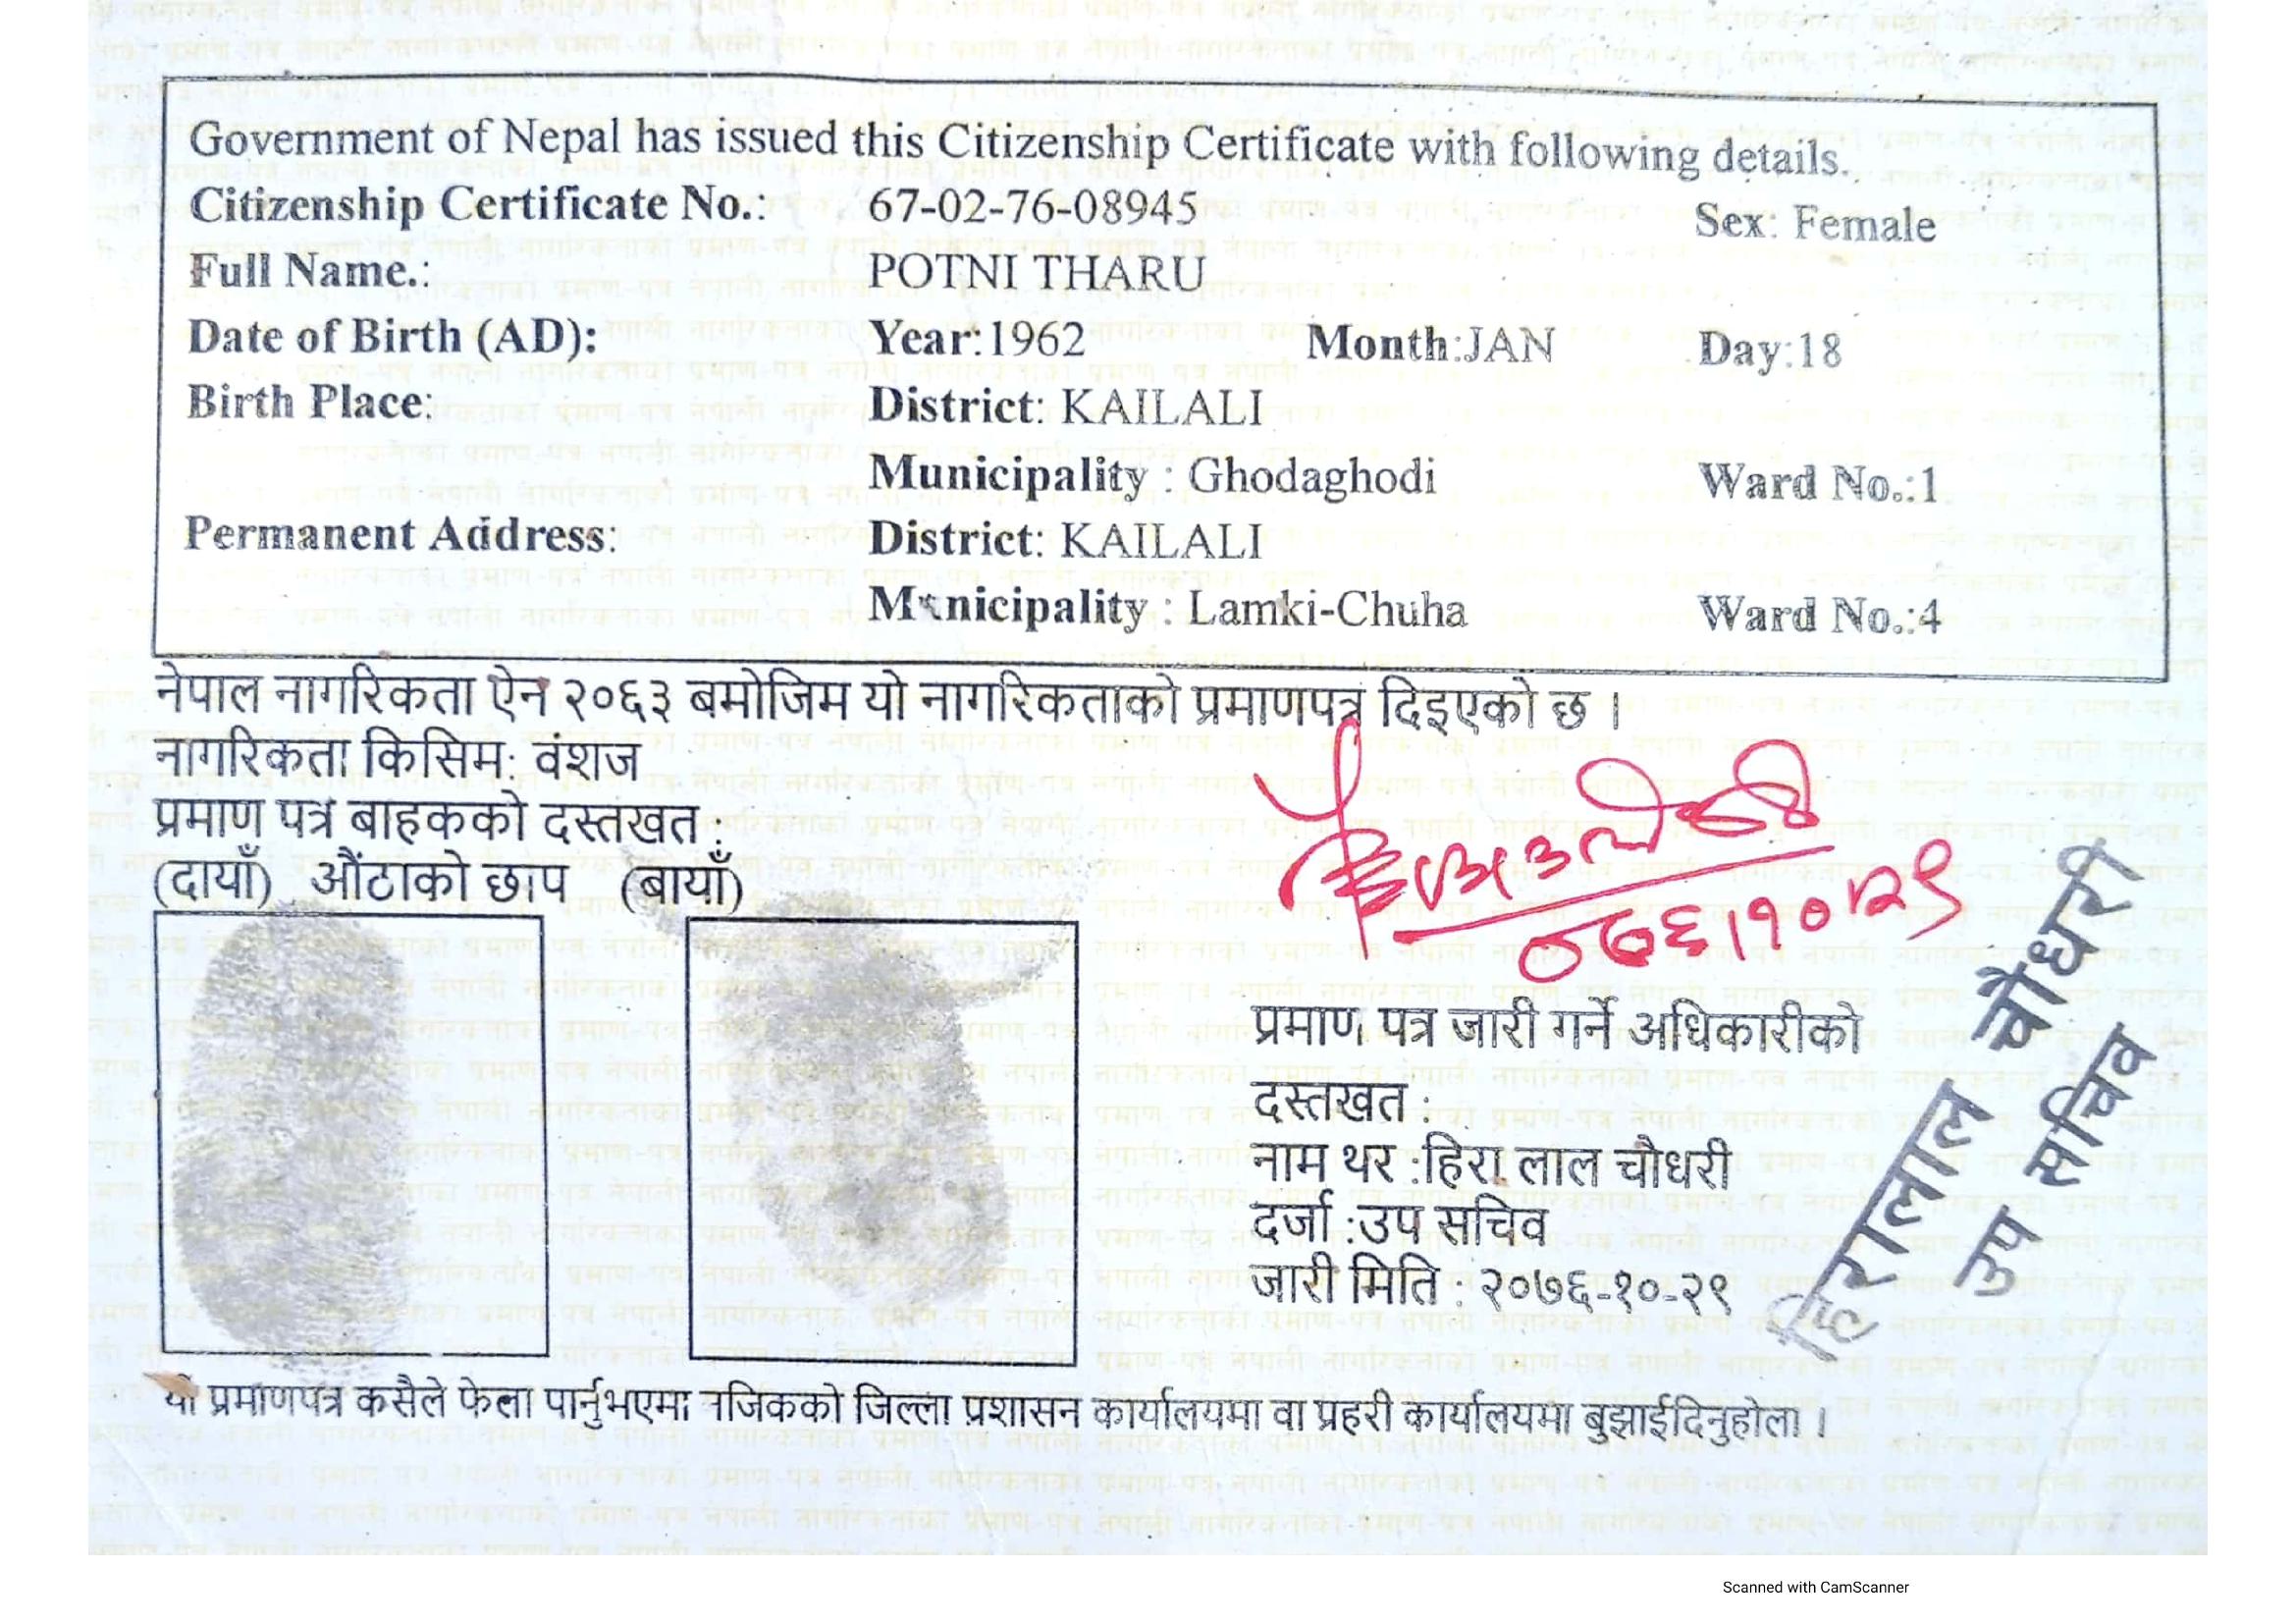 Government of Nepal has issued this Citizenship Certificate with following details.
Citizenship Certificate No.: 67-02-76-08945 Sex: Female
Full Name.: POTNI THARU
Date of Birth (AD): Year:1962 Month:JAN Day:18
Birth Place: District: KAILALI
Municipality : Ghodaghodi Ward No.:1
Permanent Address: District: KAILALI
Municipality : Lamki-Chuha Ward No.:4
नेपाल नागरिकता ऐन २०६३ बमोजिम यो नागरिकताको प्रमाणपत्र दिइएको छ ।
नागरिकता किसिम: वंशज
प्रमाण पत्र बाहकको दस्तखत :
(दायाँ) औंठाको छाप (बायाँ)
०७६।१०।२९
प्रमाण पत्र जारी गर्ने अधिकारीको
दस्तखत :
नाम थर :हिरा लाल चौधरी
दर्जा :उप सचिव
जारी मिति : २०७६-१०-२९
हिरालाल चौधरी
उप सचिव
यो प्रमाणपत्र कसैले फेला पार्नुभएमा नजिकको जिल्ला प्रशासन कार्यालयमा वा प्रहरी कार्यालयमा बुझाईदिनुहोला ।
Scanned with CamScanner